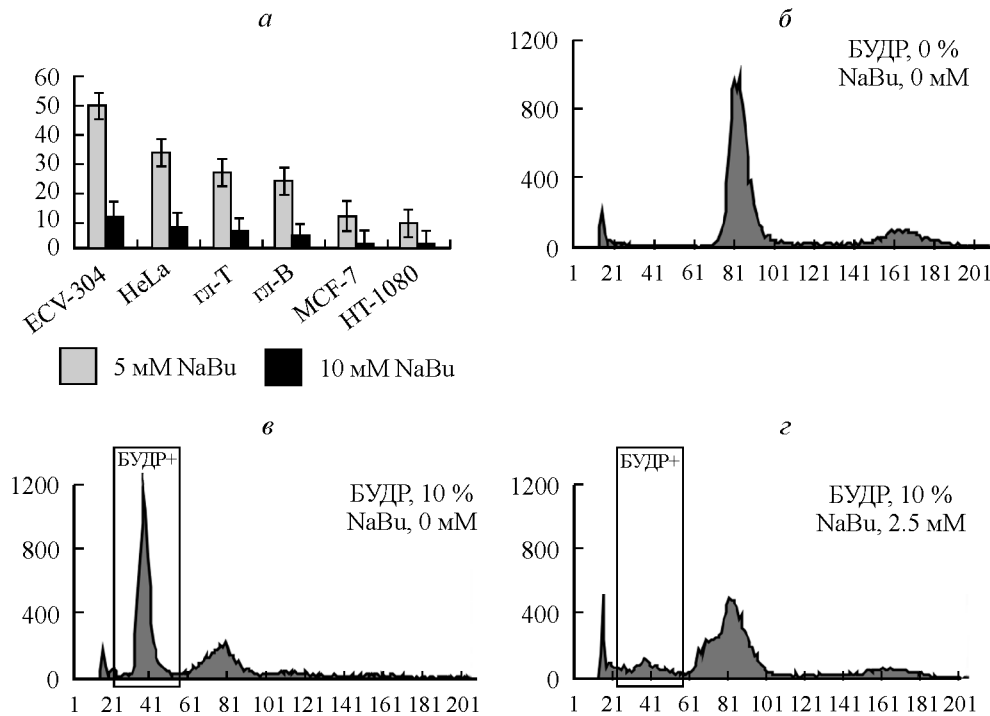 а
60
50
40
30
20
10
0
ECV-304
HeLa
гл-Т
гл-В
MCF-7
HT-1080
5 мМ NaBu
10 мМ NaBu
б
БУДР, 0 %
NaBu, 0 мМ
1200
800
400
0
1 21 41 61 81 101 121 141 161 181 201
в
БУДР+
БУДР, 10 %
NaBu, 0 мМ
1200
800
400
0
1 21 41 61 81 101 121 141 161 181 201
г
БУДР+
БУДР, 10 %
NaBu, 2.5 мМ
1200
800
400
0
1 21 41 61 81 101 121 141 161 181 201